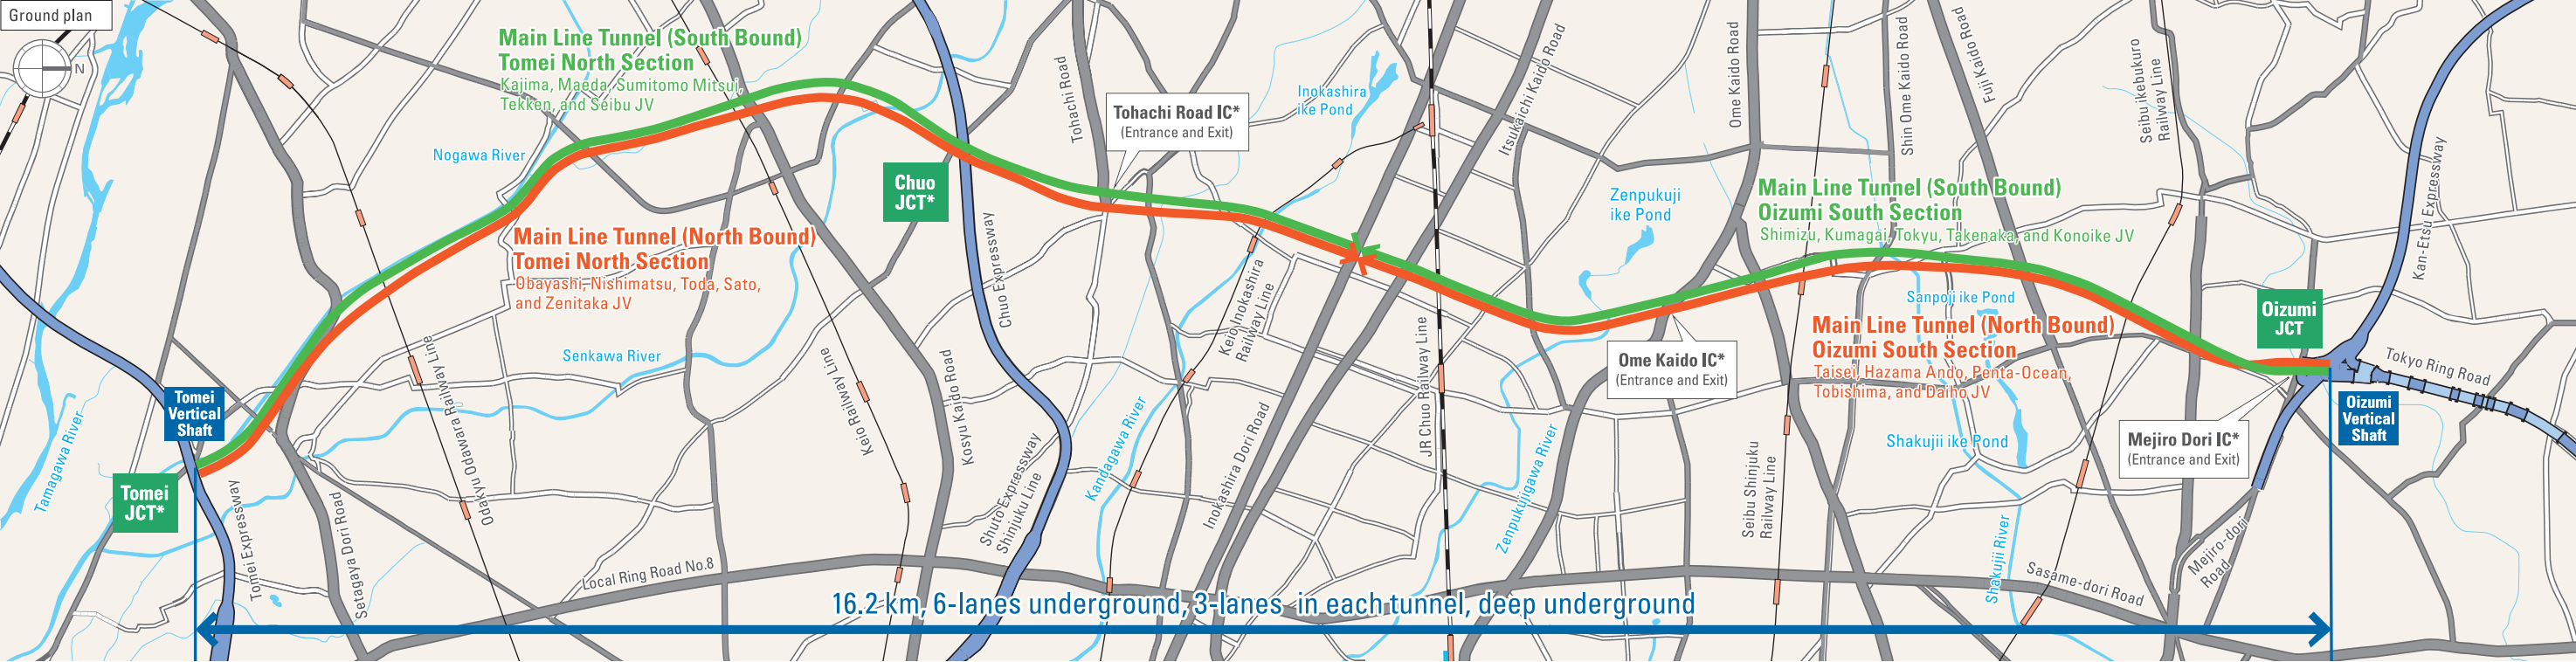 Ground plan
N
Main Line Tunnel (South Bound)
Tomei North Section
Kajima, Maeda, Sumitomo Mitsui,
Tekken, and Seibu JV
Nogawa River
Main Line Tunnel (North Bound)
Tomei North Section
Obayashi, Nishimatsu, Toda, Sato,
and Zenitaka JV
Senkawa River
Tamagawa River
Tomei
Vertical
Shaft
Tomei
JCT*
Tomei Expressway
Setagaya Dori Road
Odakyu Odawara Railway Line
Keio Railway Line
Kosyu Kaido Road
Local Ring Road No.8
Chuo
JCT*
Chuo Expressway
Shuto Expressway
Shinjuku Line
Tohachi Road
Tohachi Road IC*
(Entrance and Exit)
Inokashira
ike Pond
Keio Inokashira
Railway Line
Kandagawa River
Inokashira Dori Road
JR Chuo Railway Line
Itsukaichi Kaido Road
Zenpukuji
ike Pond
Zenpukujigawa River
Ome Kaido Road
Ome Kaido IC*
(Entrance and Exit)
Main Line Tunnel (South Bound)
Oizumi South Section
Shimizu, Kumagai, Tokyu, Takenaka, and Konoike JV
Shin Ome Kaido Road
Fuji Kaido Road
Seibu ikebukuro
Railway Line
Sanpoji ike Pond
Main Line Tunnel (North Bound)
Oizumi South Section
Taisei, Hazama Ando, Penta-Ocean,
Tobishima, and Daiho JV
Shakujii ike Pond
Seibu Shinjuku
Railway Line
Shakujii River
Sasame-dori Road
Mejiro-dori
Road
Mejiro Dori IC*
(Entrance and Exit)
Oizumi
JCT
Oizumi
Vertical
Shaft
Kan-Etsu Expressway
Tokyo Ring Road
16.2km, 6-lanes underground, 3-lanes in each tunnel, deep underground